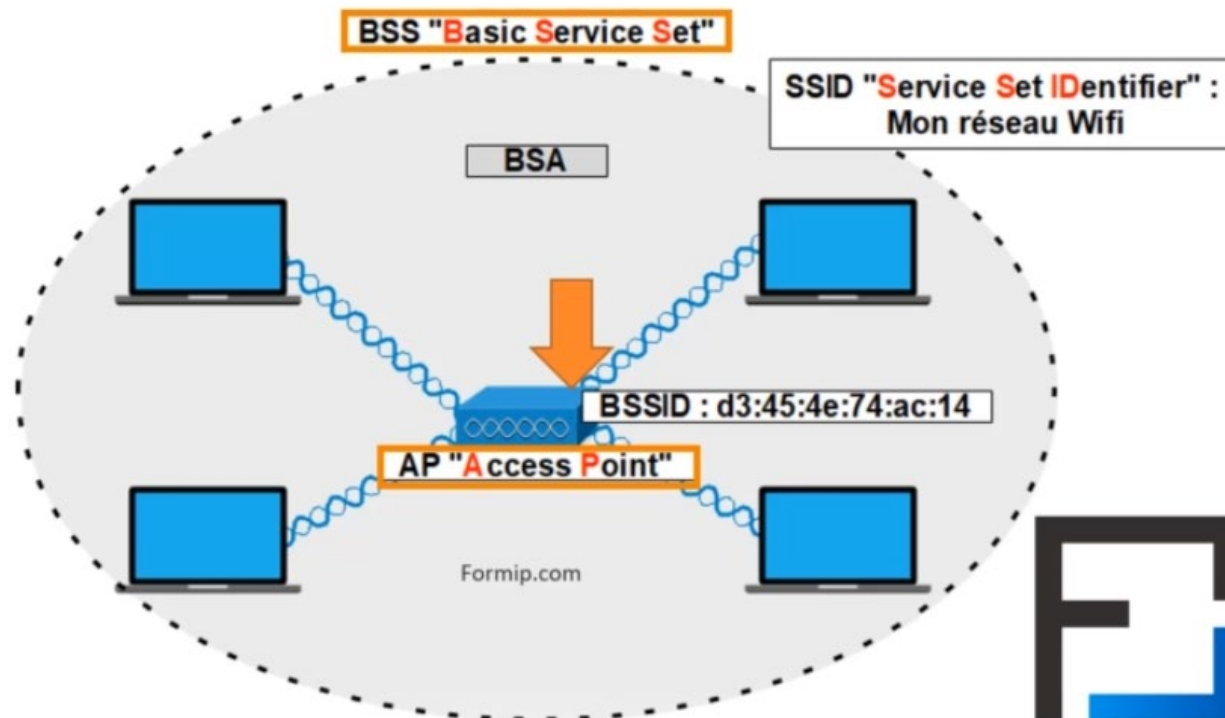 BSS "Basic Service Set"
SSID "Service Set IDentifier" :
Mon réseau Wifi
BSA
BSSID : d3:45:4e:74:ac:14
AP "Access Point"
Formip.com